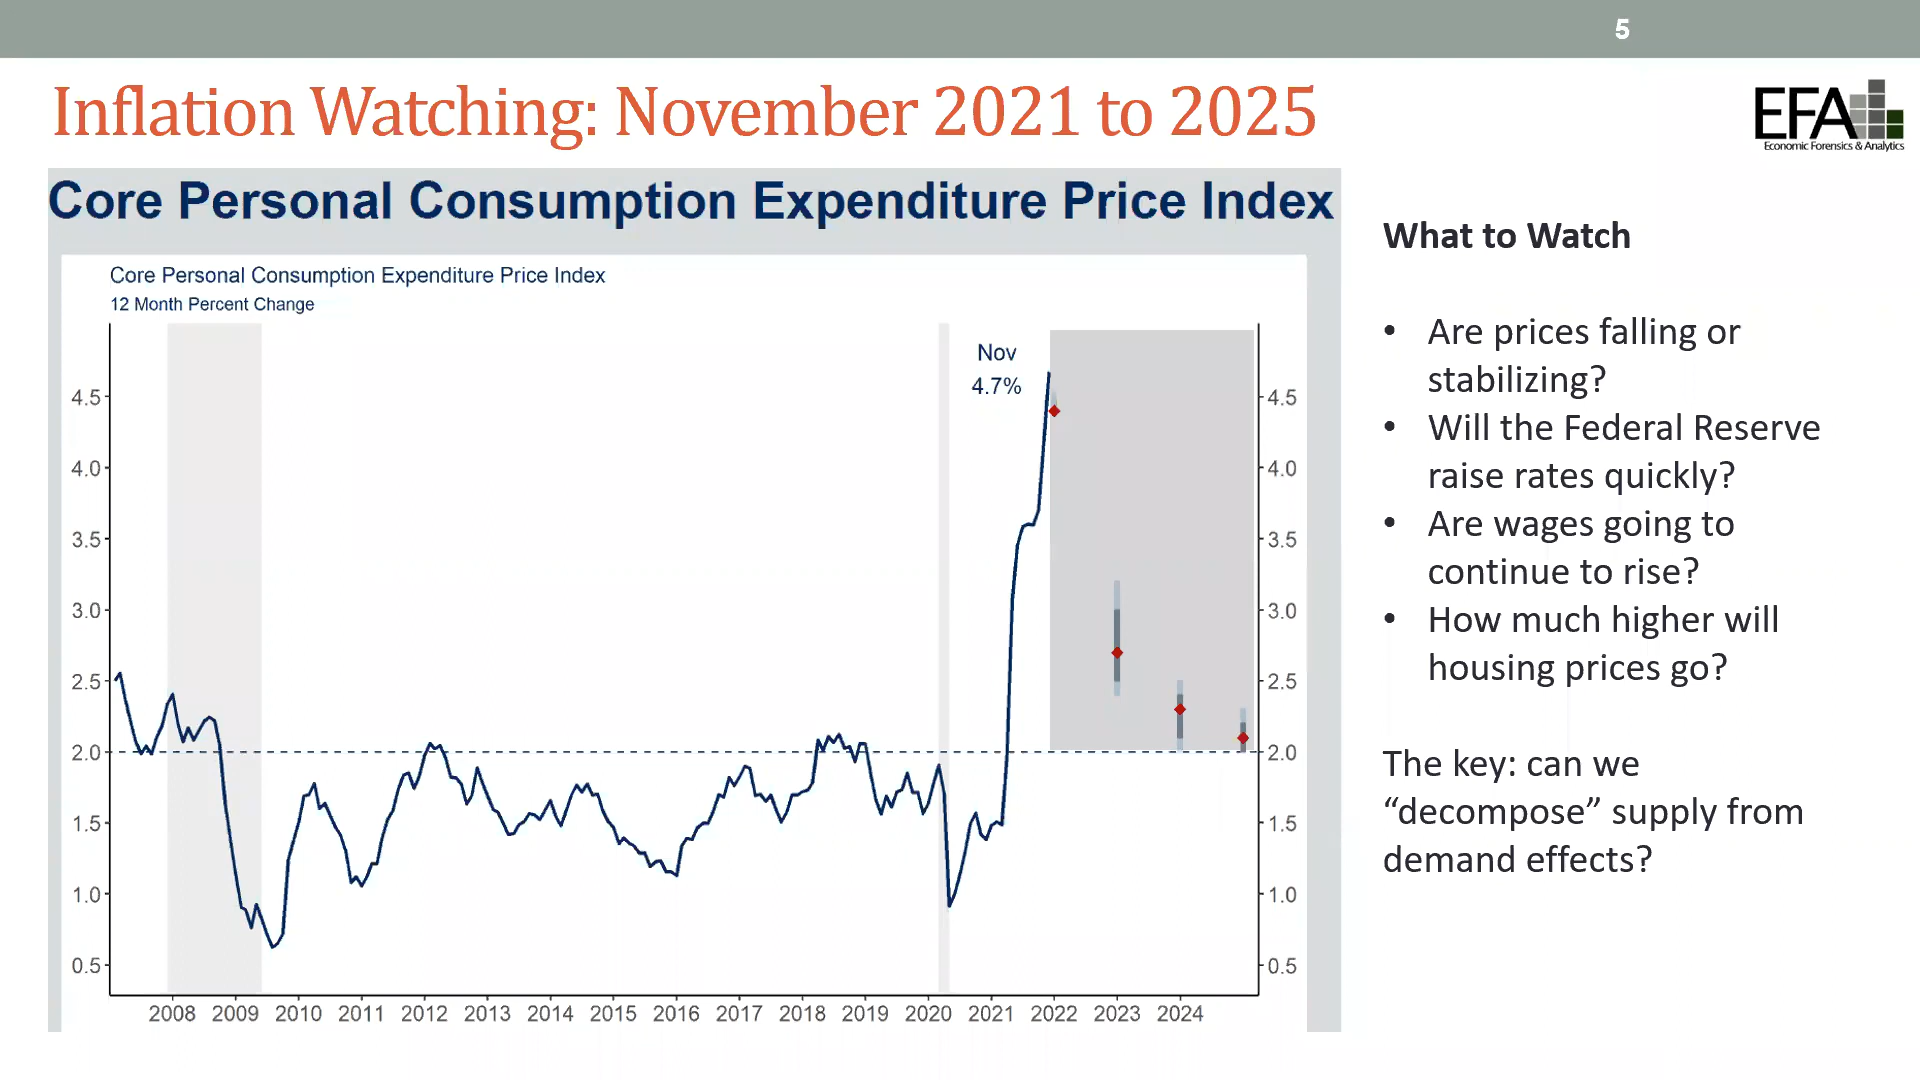 5
Inflation Watching: November 2021 to 2025
EFA
Economic Forensics & Analytics
Core Personal Consumption Expenditure Price Index
Core Personal Consumption Expenditure Price Index
12 Month Percent Change
Nov
4.7%
4.5 4.5
4.0 4.0
3.5 3.5
3.0 3.0
2.5 2.5
2.0 2.0
1.5 1.5
1.0 1.0
0.5 0.5
2008 2009 2010 2011 2012 2013 2014 2015 2016 2017 2018 2019 2020 2021 2022 2023 2024
What to Watch
• Are prices falling or
stabilizing?
• Will the Federal Reserve
raise rates quickly?
• Are wages going to
continue to rise?
• How much higher will
housing prices go?
The key: can we
“decompose” supply from
demand effects?